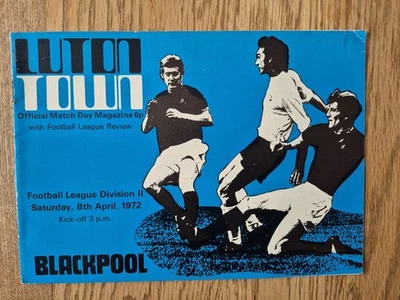 LUTON
TOWN
Official Match Day Magazine 6p
with Football League Review
Football League Division II
Saturday, 8th April, 1972
Kick-off 3 p.m.
BLACKPOOL